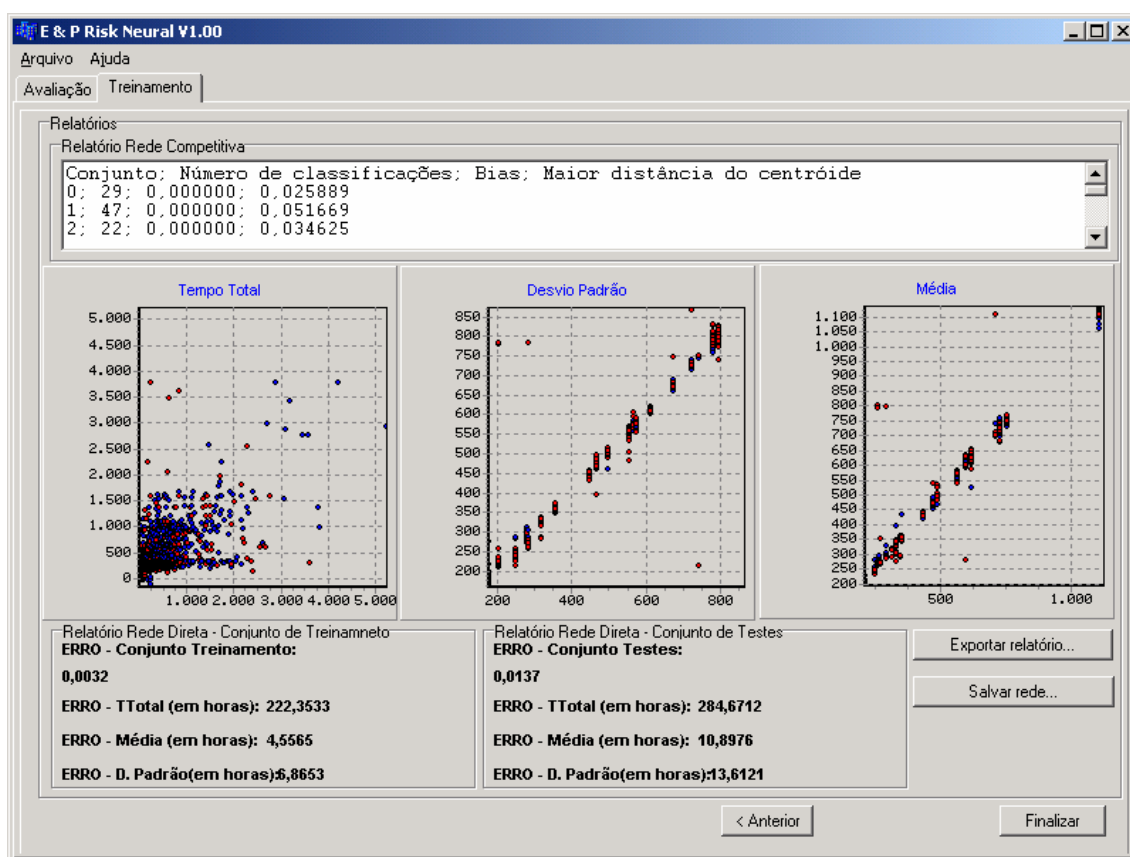 E & P Risk Neural V1.00
Arquivo Ajuda
Avaliação Treinamento
Relatórios
Relatório Rede Competitiva
Conjunto; Número de classificações; Bias; Maior distância do centróide
0; 29; 0,000000; 0,025889
1; 47; 0,000000; 0,051669
2; 22; 0,000000; 0,034625
Tempo Total
5.000
4.500
4.000
3.500
3.000
2.500
2.000
1.500
1.000
500
0
1.000 2.000 3.000 4.000 5.000
Desvio Padrão
850
800
750
700
650
600
550
500
450
400
350
300
250
200
200 400 600 800
Média
1.100
1.050
1.000
950
900
850
800
750
700
650
600
550
500
450
400
350
300
250
200
500 1.000
Relatório Rede Direta - Conjunto de Treinamneto
ERRO - Conjunto Treinamento:
0,0032
ERRO - TTotal (em horas): 222,3533
ERRO - Média (em horas): 4,5565
ERRO - D. Padrão(em horas):6,8653
Relatório Rede Direta - Conjunto de Testes
ERRO - Conjunto Testes:
0,0137
ERRO - TTotal (em horas): 284,6712
ERRO - Média (em horas): 10,8976
ERRO - D. Padrão(em horas):13,6121
Exportar relatório...
Salvar rede...
< Anterior
Finalizar